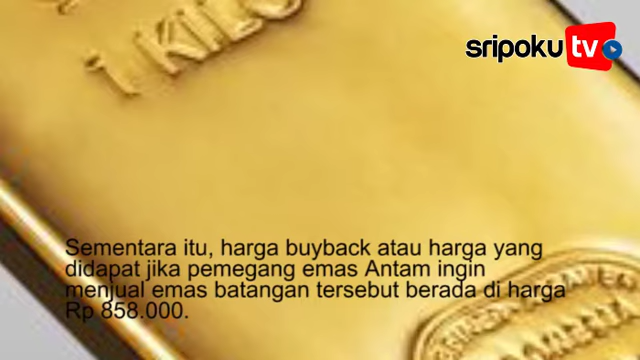 1 KILO
sripoku tv
Sementara itu, harga buyback atau harga yang
didapat jika pemegang emas Antam ingin
menjual emas batangan tersebut berada di harga
Rp 858.000.